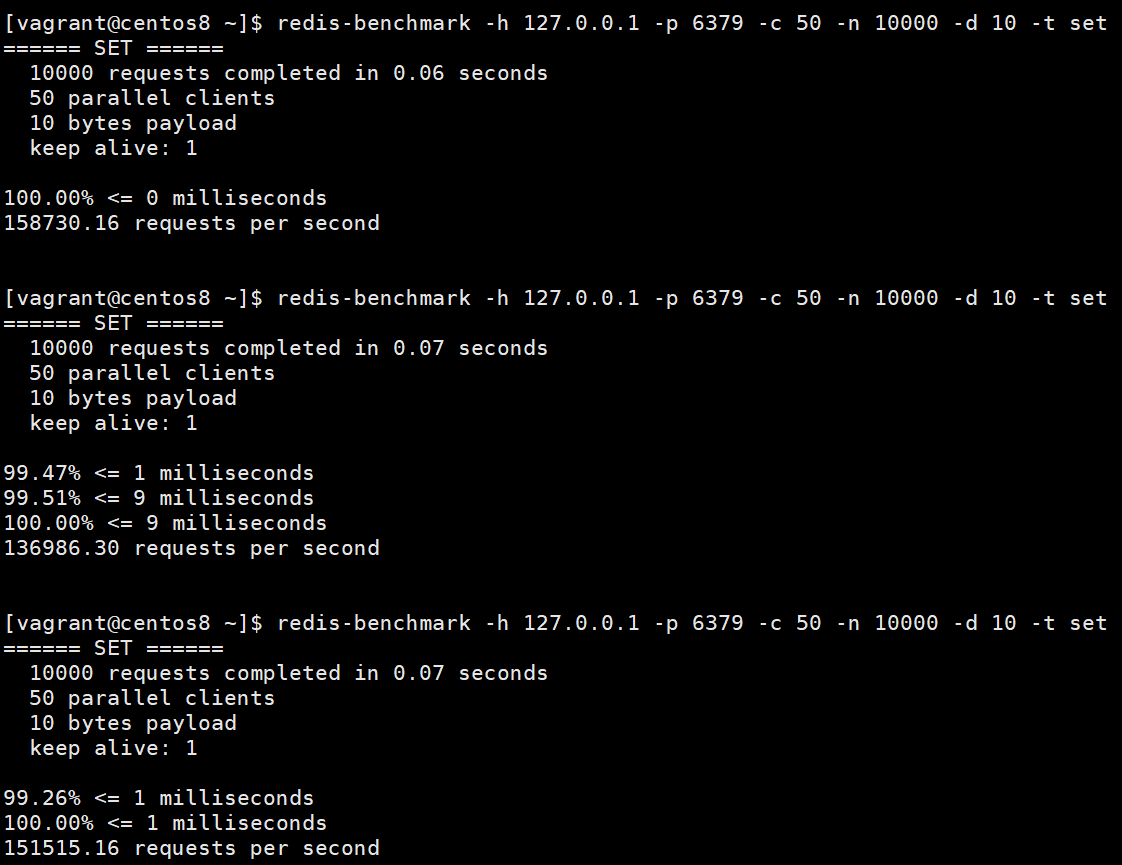 [vagrant@centos8 ~]$ redis-benchmark -h 127.0.0.1 -p 6379 -c 50 -n 10000 -d 10 -t set
====== SET ======
  10000 requests completed in 0.06 seconds
  50 parallel clients
  10 bytes payload
  keep alive: 1

100.00% <= 0 milliseconds
158730.16 requests per second


[vagrant@centos8 ~]$ redis-benchmark -h 127.0.0.1 -p 6379 -c 50 -n 10000 -d 10 -t set
====== SET ======
  10000 requests completed in 0.07 seconds
  50 parallel clients
  10 bytes payload
  keep alive: 1

99.47% <= 1 milliseconds
99.51% <= 9 milliseconds
100.00% <= 9 milliseconds
136986.30 requests per second


[vagrant@centos8 ~]$ redis-benchmark -h 127.0.0.1 -p 6379 -c 50 -n 10000 -d 10 -t set
====== SET ======
  10000 requests completed in 0.07 seconds
  50 parallel clients
  10 bytes payload
  keep alive: 1

99.26% <= 1 milliseconds
100.00% <= 1 milliseconds
151515.16 requests per second